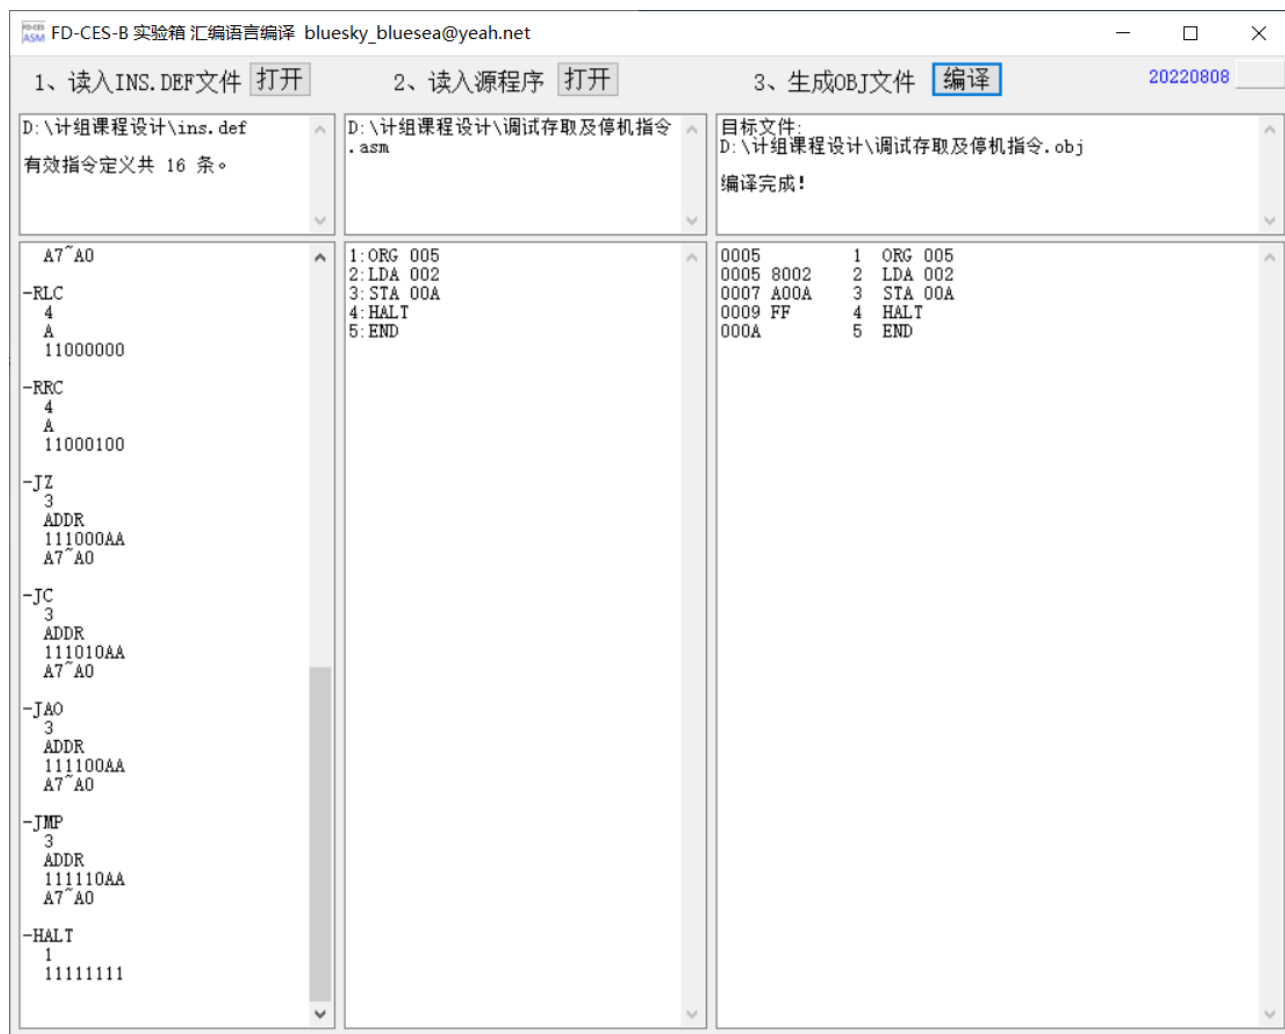 FD-CES ASM FD-CES-B 实验箱 汇编语言编译 bluesky_bluesea@yeah.net
1、读入INS.DEF文件 打开 2、读入源程序 打开 3、生成OBJ文件 编译 20220808
D:\计组课程设计\ins.def
有效指令定义共 16 条。
D:\计组课程设计\调试存取及停机指令
.asm
目标文件:
D:\计组课程设计\调试存取及停机指令.obj
编译完成!
A7~A0
-RLC
4
A
11000000
-RRC
4
A
11000100
-JZ
3
ADDR
111000AA
A7~A0
-JC
3
ADDR
111010AA
A7~A0
-JAO
3
ADDR
111100AA
A7~A0
-JMP
3
ADDR
111110AA
A7~A0
-HALT
1
11111111
1:ORG 005
2:LDA 002
3:STA 00A
4:HALT
5:END
0005 1 ORG 005
0005 8002 2 LDA 002
0007 A00A 3 STA 00A
0009 FF 4 HALT
000A 5 END